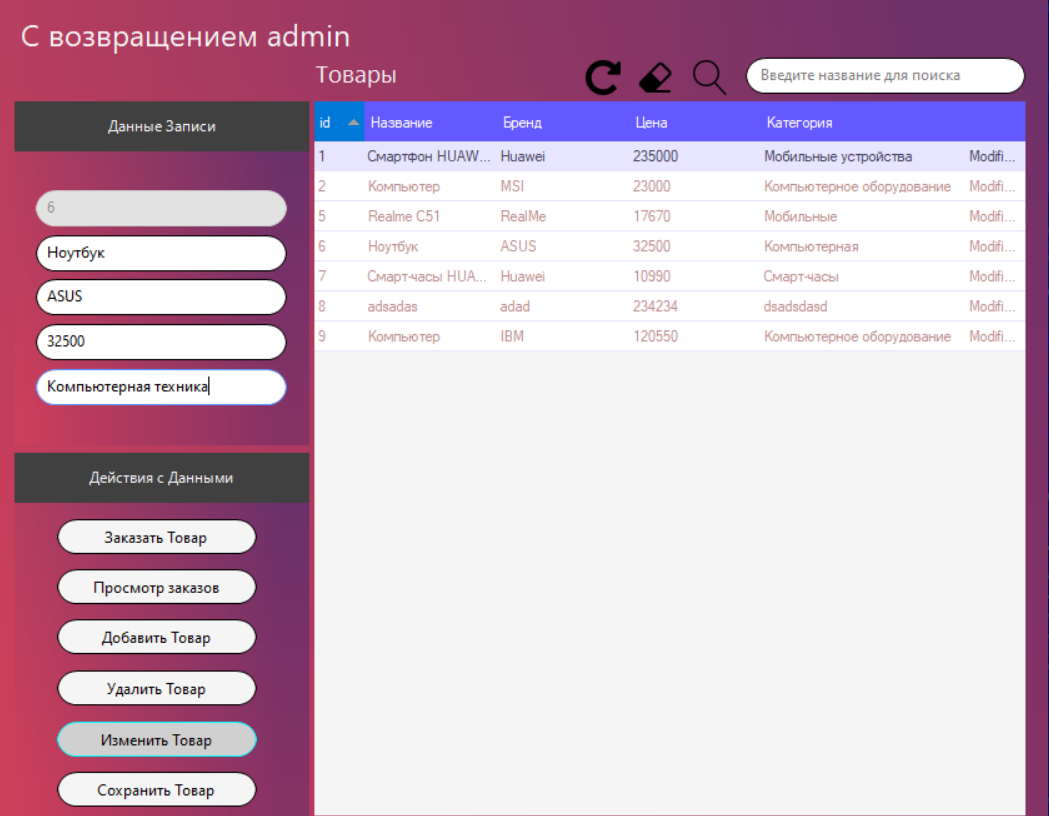 С возвращением admin
Товары
Введите название для поиска
Данные Записи
6
Ноутбук
ASUS
32500
Компьютерная техника
Действия с Данными
Заказать Товар
Просмотр заказов
Добавить Товар
Удалить Товар
Изменить Товар
Сохранить Товар
id Название Бренд Цена Категория
1 Смартфон HUAW... Huawei 235000 Мобильные устройства Modifi...
2 Компьютер MSI 23000 Компьютерное оборудование Modifi...
5 Realme C51 RealMe 17670 Мобильные Modifi...
6 Ноутбук ASUS 32500 Компьютерная Modifi...
7 Смарт-часы HUA... Huawei 10990 Смарт-часы Modifi...
8 adsadas adad 234234 dsadsdasd Modifi...
9 Компьютер IBM 120550 Компьютерное оборудование Modifi...